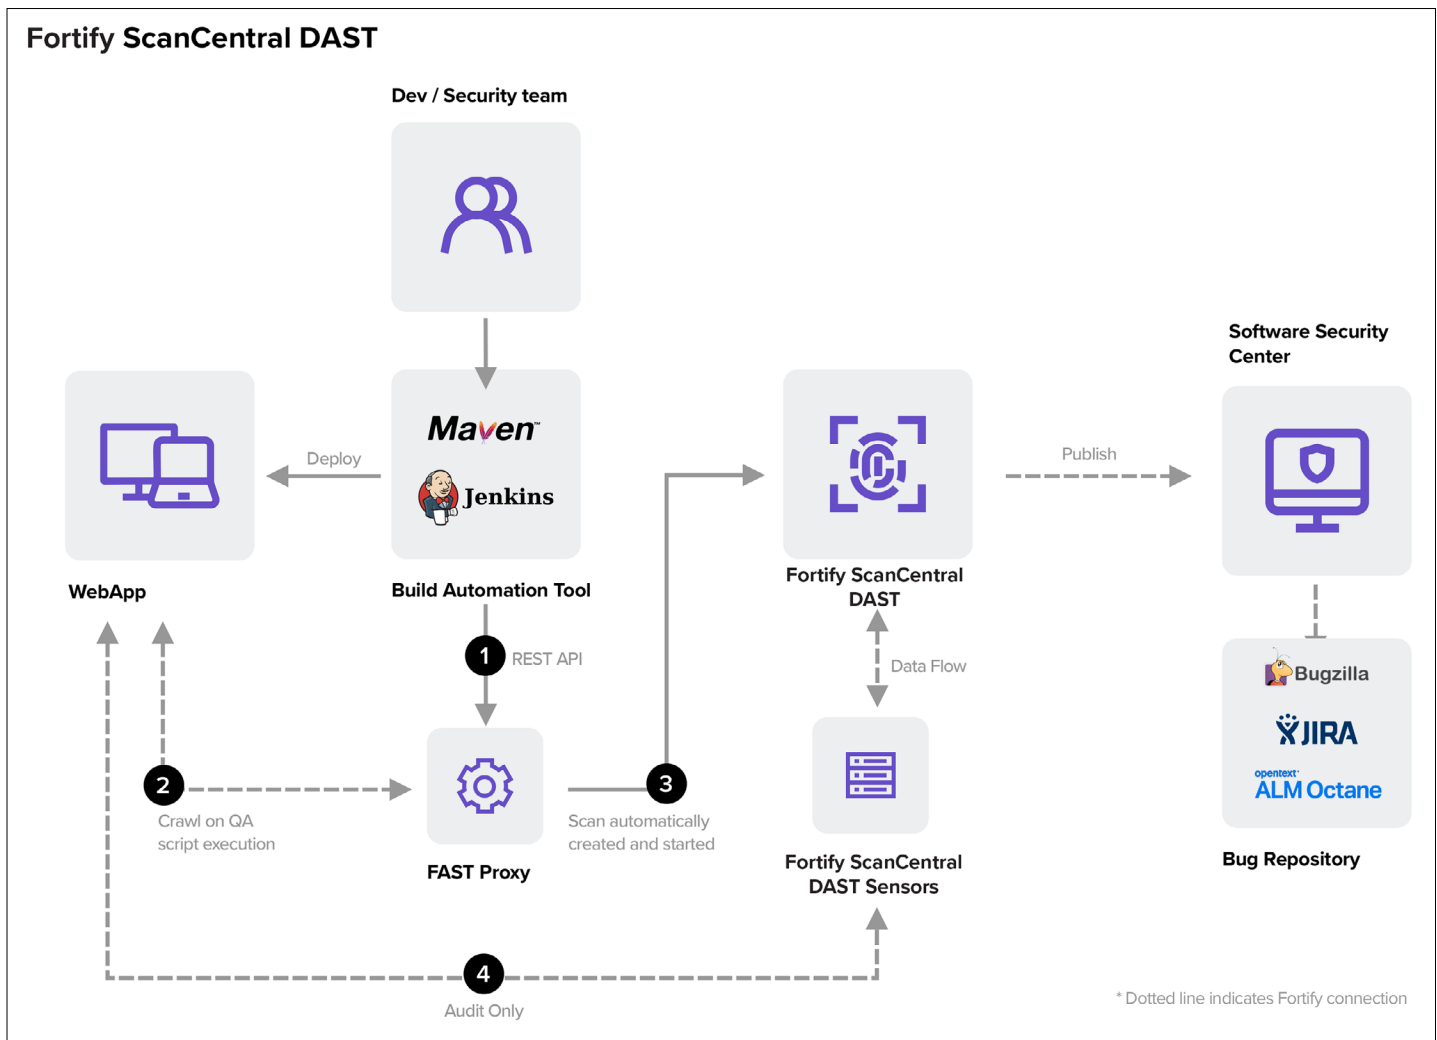 Fortify ScanCentral DAST
Dev / Security team
Software Security
Center
Maven™
Deploy
Jenkins
Publish
WebApp
Build Automation Tool
Fortify ScanCentral
DAST
1
REST API
Data Flow
Bugzilla
JIRA
opentext™
ALM Octane
2
Crawl on QA
script execution
3
Scan automatically
created and started
FAST Proxy
Fortify ScanCentral
DAST Sensors
Bug Repository
4
Audit Only
* Dotted line indicates Fortify connection